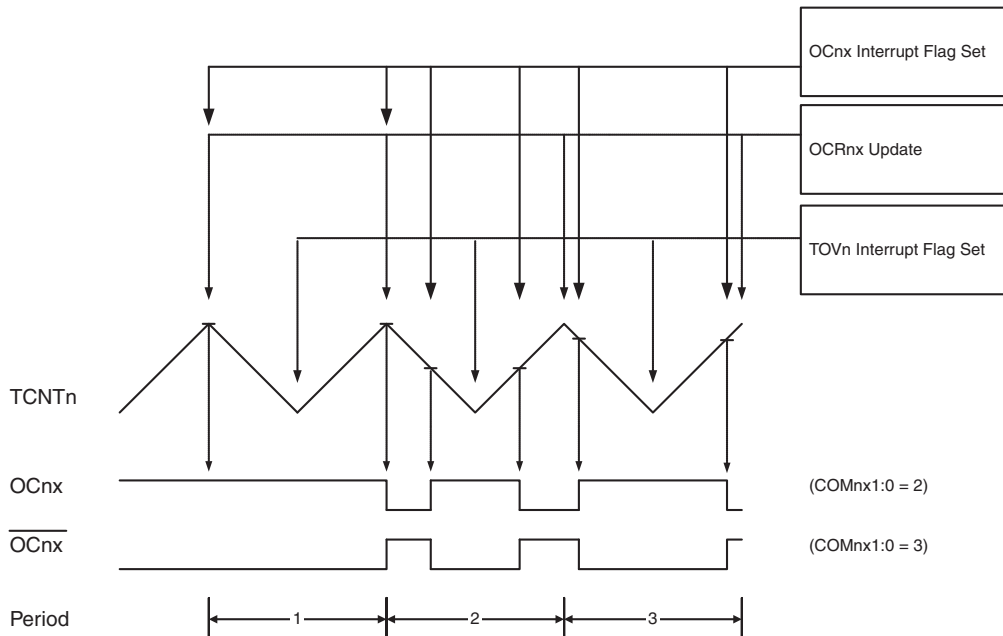 OCnx Interrupt Flag Set
OCRnx Update
TOVn Interrupt Flag Set
TCNTn
OCnx
(COMnx1:0 = 2)
OCnx
(COMnx1:0 = 3)
Period
1
2
3